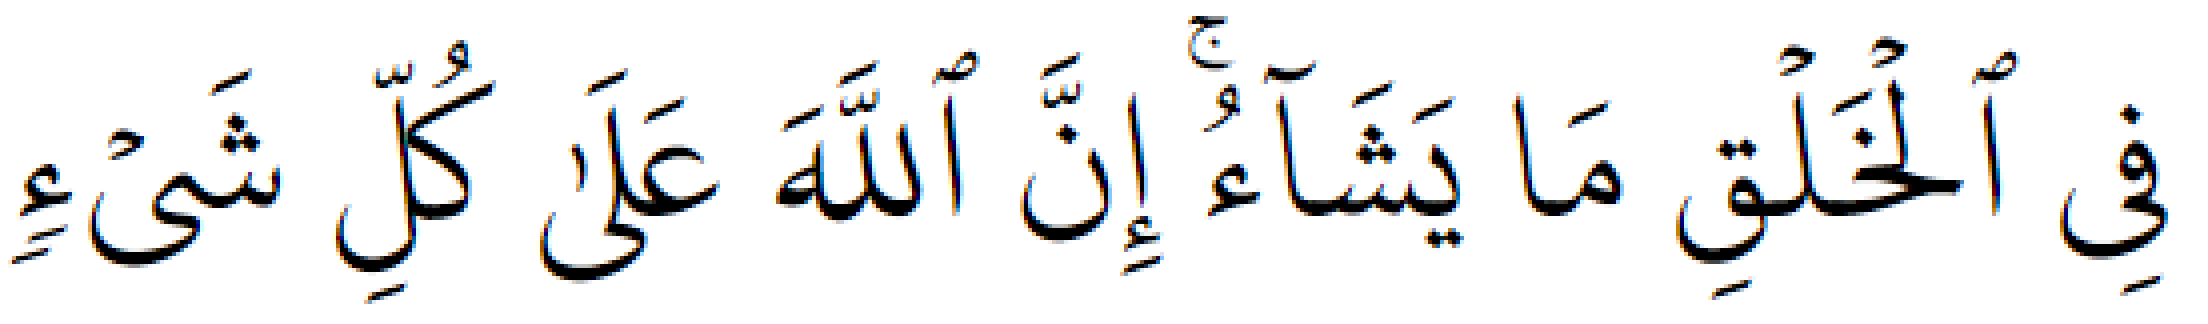 فِى ٱلْخَلْقِ مَا يَشَآءُ ۚ إِنَّ ٱللَّهَ عَلَىٰ كُلِّ شَىْءٍ